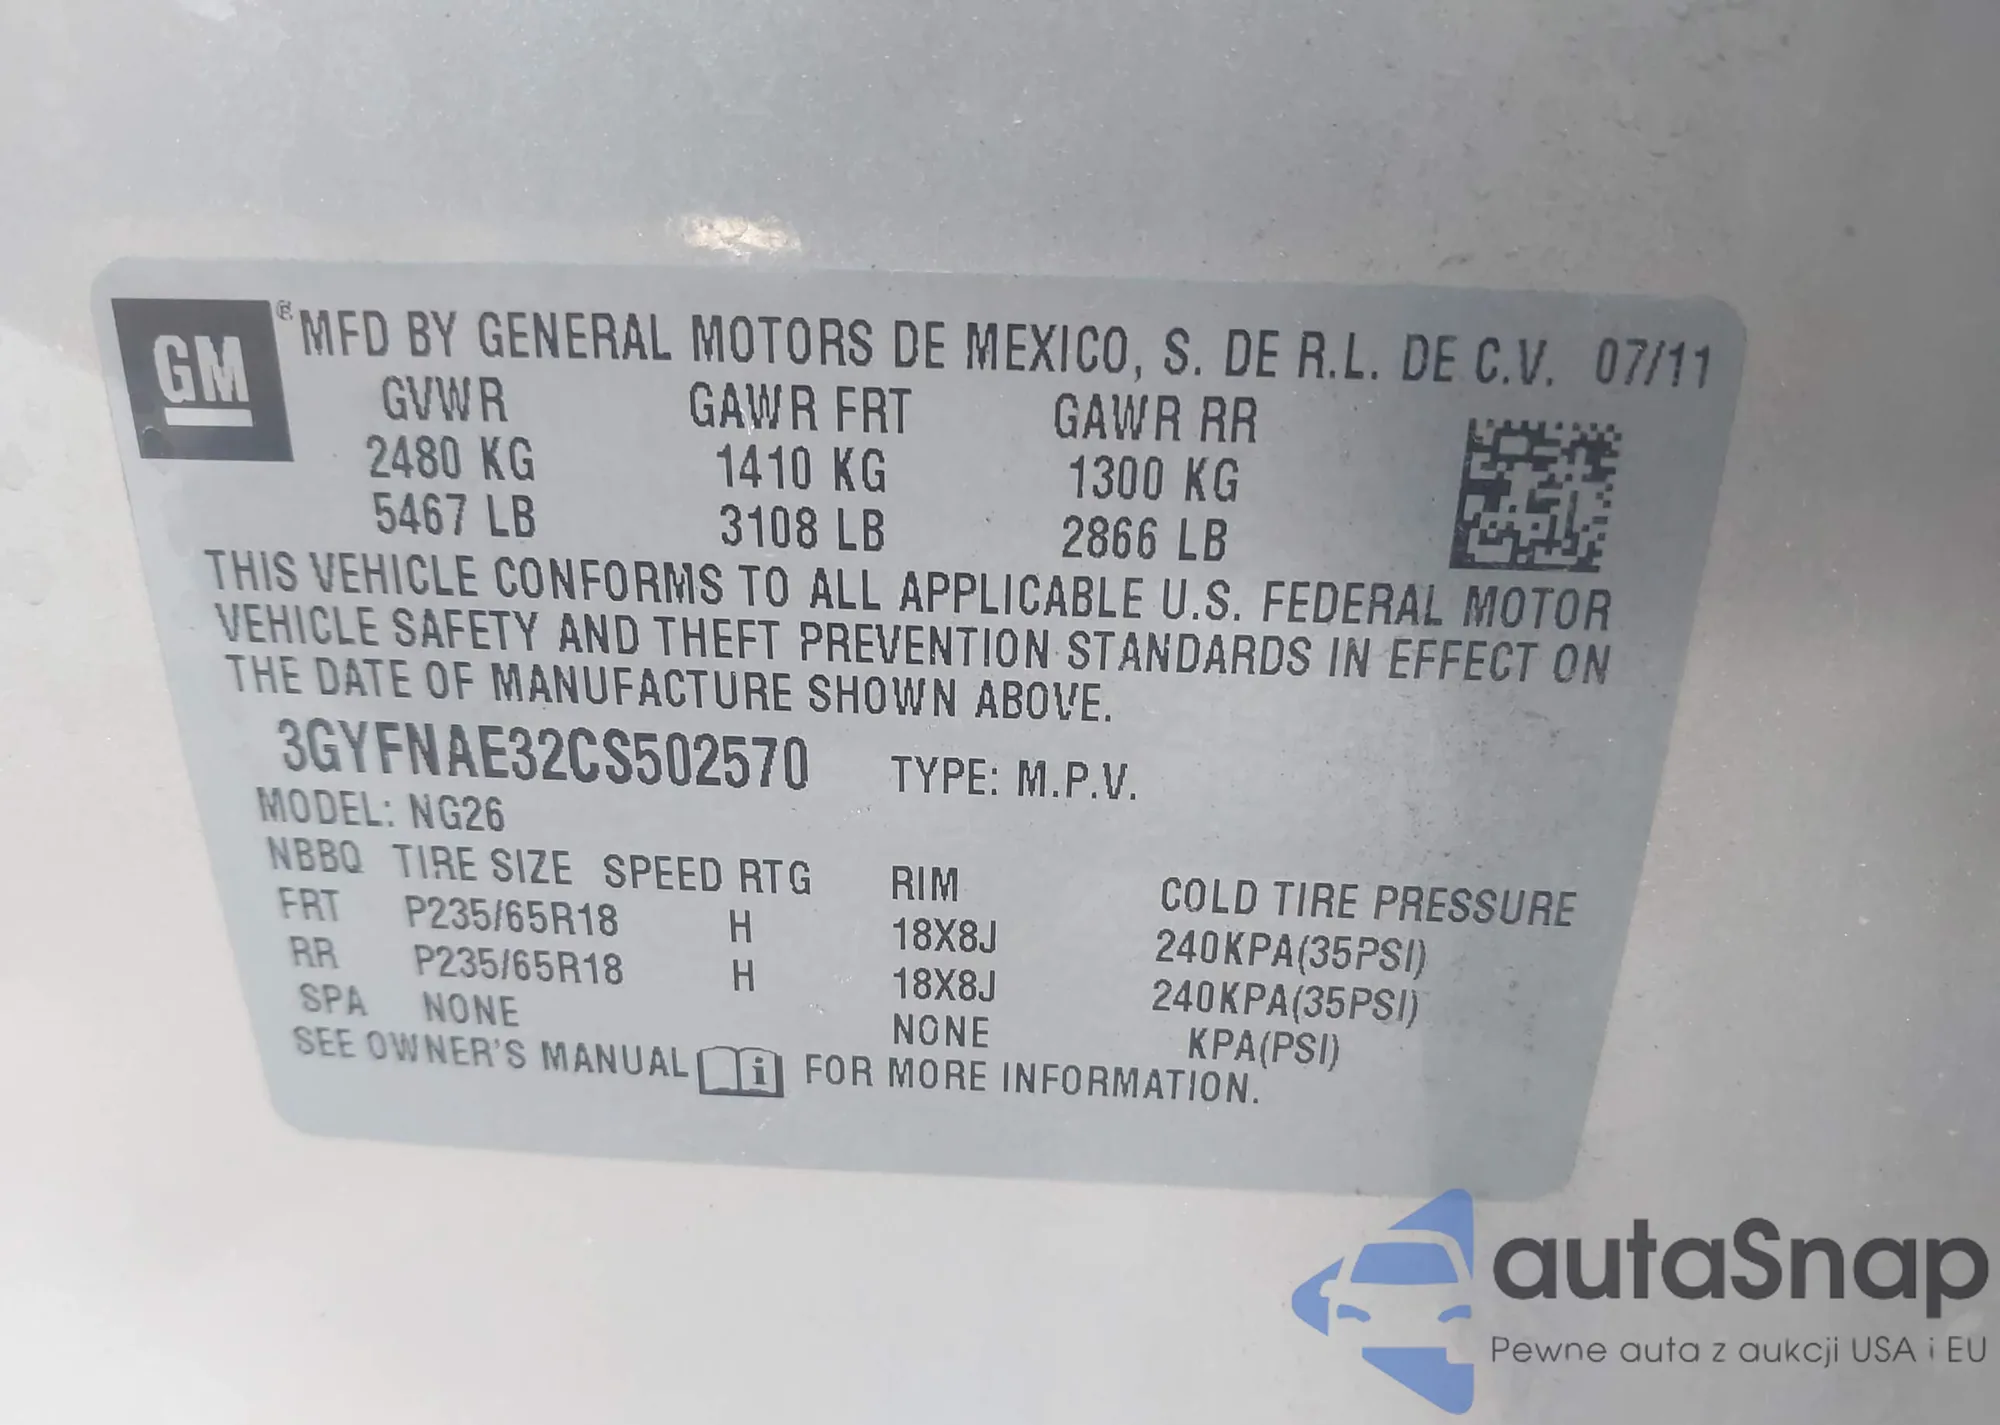 GM ® MFD BY GENERAL MOTORS DE MEXICO, S. DE R.L. DE C.V. 07/11
GVWR GAWR FRT GAWR RR
2480 KG 1410 KG 1300 KG
5467 LB 3108 LB 2866 LB
THIS VEHICLE CONFORMS TO ALL APPLICABLE U.S. FEDERAL MOTOR
VEHICLE SAFETY AND THEFT PREVENTION STANDARDS IN EFFECT ON
THE DATE OF MANUFACTURE SHOWN ABOVE.
3GYFNAE32CS502570 TYPE: M.P.V.
MODEL: NG26
NBBQ TIRE SIZE SPEED RTG RIM COLD TIRE PRESSURE
FRT P235/65R18 H 18X8J 240KPA(35PSI)
RR P235/65R18 H 18X8J 240KPA(35PSI)
SPA NONE NONE KPA(PSI)
SEE OWNER'S MANUAL i FOR MORE INFORMATION.
autaSnap
Pewne auta z aukcji USA i EU